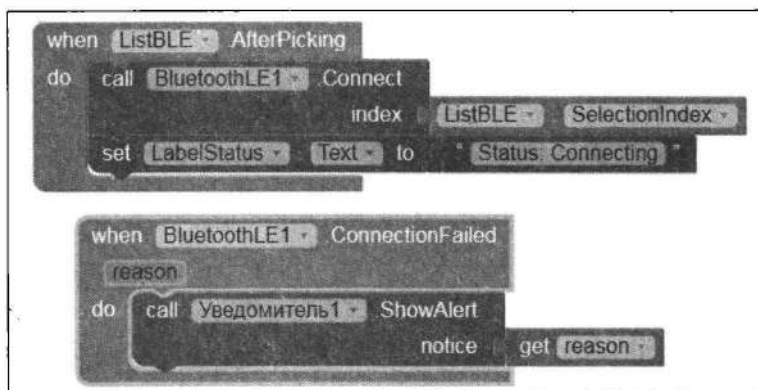 when ListBLE .AfterPicking
do call BluetoothLE1 .Connect
index ListBLE . SelectionIndex
set LabelStatus . Text to " Status: Connecting "
when BluetoothLE1 .ConnectionFailed
reason
do call Уведомитель1 .ShowAlert
notice get reason